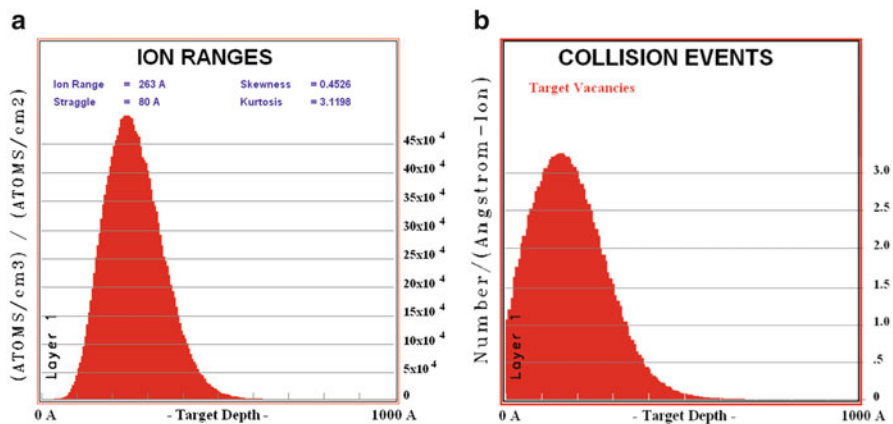 a
ION RANGES
Ion Range = 263 A Skewness = 0.4526
Straggle = 80 A Kurtosis = 3.1198
(ATOMS/cm3) / (ATOMS/cm2)
45x10 4
40x10 4
35x10 4
30x10 4
25x10 4
20x10 4
15x10 4
10x10 4
5x10 4
0
Layer 1
0 A - Target Depth - 1000 A
b
COLLISION EVENTS
Target Vacancies
Number/(Angstrom-Ion)
3.0
2.5
2.0
1.5
1.0
.5
0
Layer 1
0 A - Target Depth - 1000 A